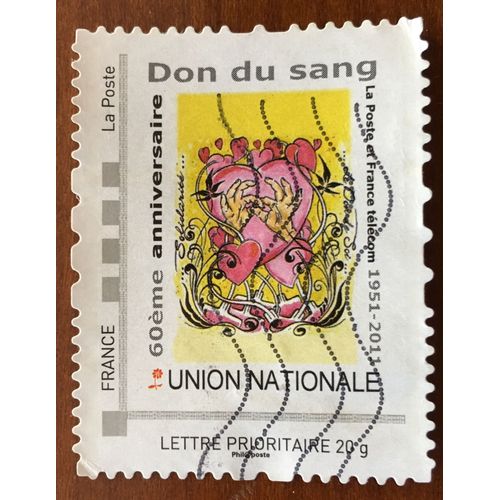 La Poste
FRANCE
Don du sang
60ème anniversaire
La Poste et France télécom
1951-2011
Solidarités ...
UNION NATIONALE
LETTRE PRIORITAIRE 20 g
Phil@poste